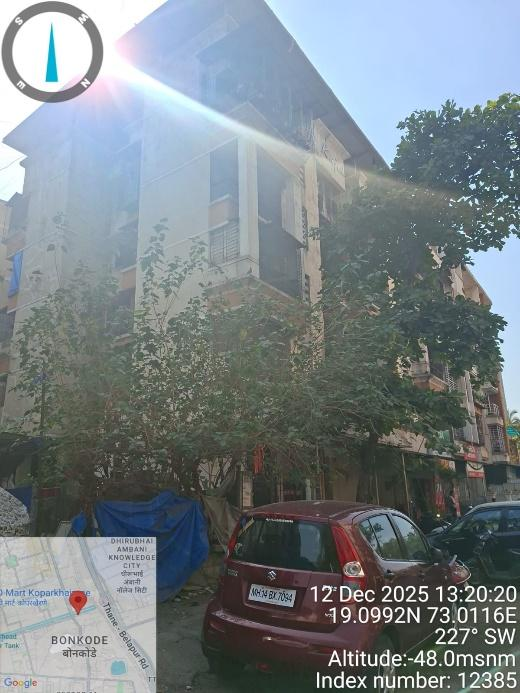 S
W
E
N
MH14 BX 7094
DHIRUBHAI
AMBANI
KNOWLEDGE
CITY
धीरूभाई
अंबानी
नॉलेज सिटी
D Mart Koparkhairne
BONKODE
बोनकोडे
Thane - Belapur Rd
Google
12 Dec 2025 13:20:20
19.0992N 73.0116E
227° SW
Altitude:-48.0msnm
Index number: 12385